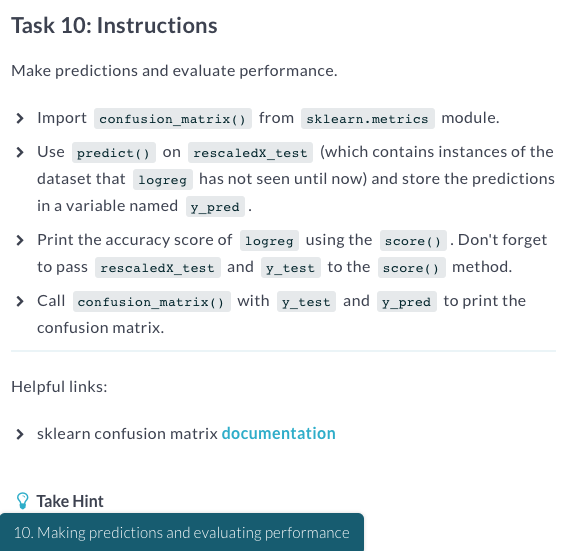 Task 10: Instructions
Make predictions and evaluate performance.
Import confusion_matrix() from sklearn.metrics module.
Use predict() on rescaledX_test (which contains instances of the
dataset that logreg has not seen until now) and store the predictions
in a variable named y_pred.
Print the accuracy score of logreg using the score(). Don't forget
to pass rescaledX_test and y_test to the score() method.
Call confusion_matrix() with y_test and y_pred to print the
confusion matrix.
Helpful links:
sklearn confusion matrix documentation
Take Hint
10. Making predictions and evaluating performance